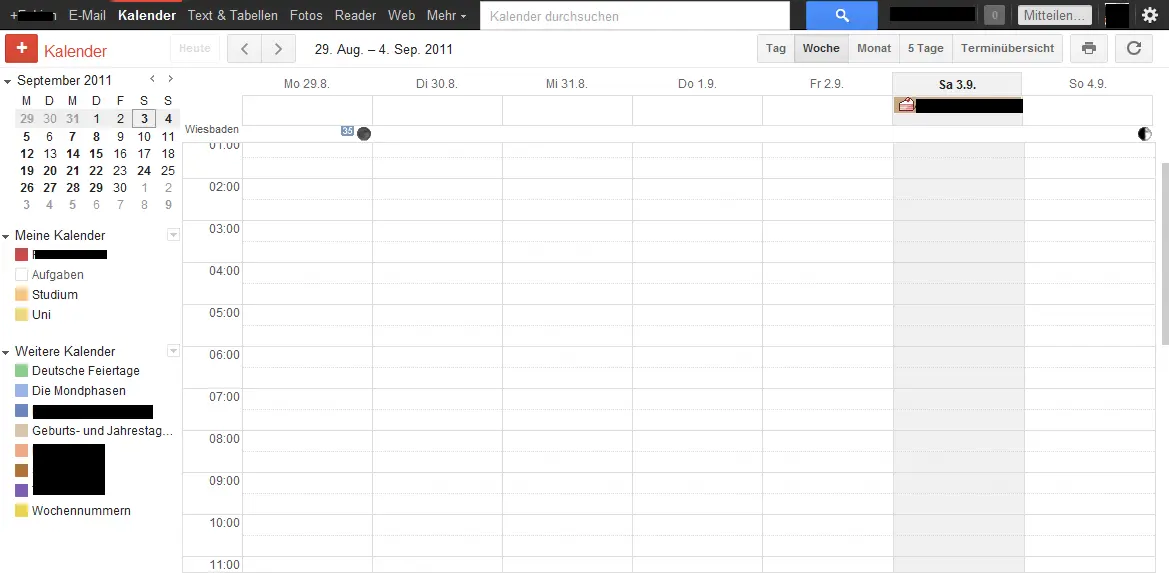 E-Mail Kalender Text & Tabellen Fotos Reader Web Mehr Kalender durchsuchen 0 Mitteilen...
+ Kalender Heute 29. Aug. – 4. Sep. 2011 Tag Woche Monat 5 Tage Terminübersicht
September 2011
M D M D F S S
29 30 31 1 2 3 4
5 6 7 8 9 10 11
12 13 14 15 16 17 18
19 20 21 22 23 24 25
26 27 28 29 30 1 2
3 4 5 6 7 8 9
Meine Kalender
Aufgaben
Studium
Uni
Weitere Kalender
Deutsche Feiertage
Die Mondphasen
Geburts- und Jahrestag...
Wochennummern
Mo 29.8. Di 30.8. Mi 31.8. Do 1.9. Fr 2.9. Sa 3.9. So 4.9.
Wiesbaden 35
01:00
02:00
03:00
04:00
05:00
06:00
07:00
08:00
09:00
10:00
11:00